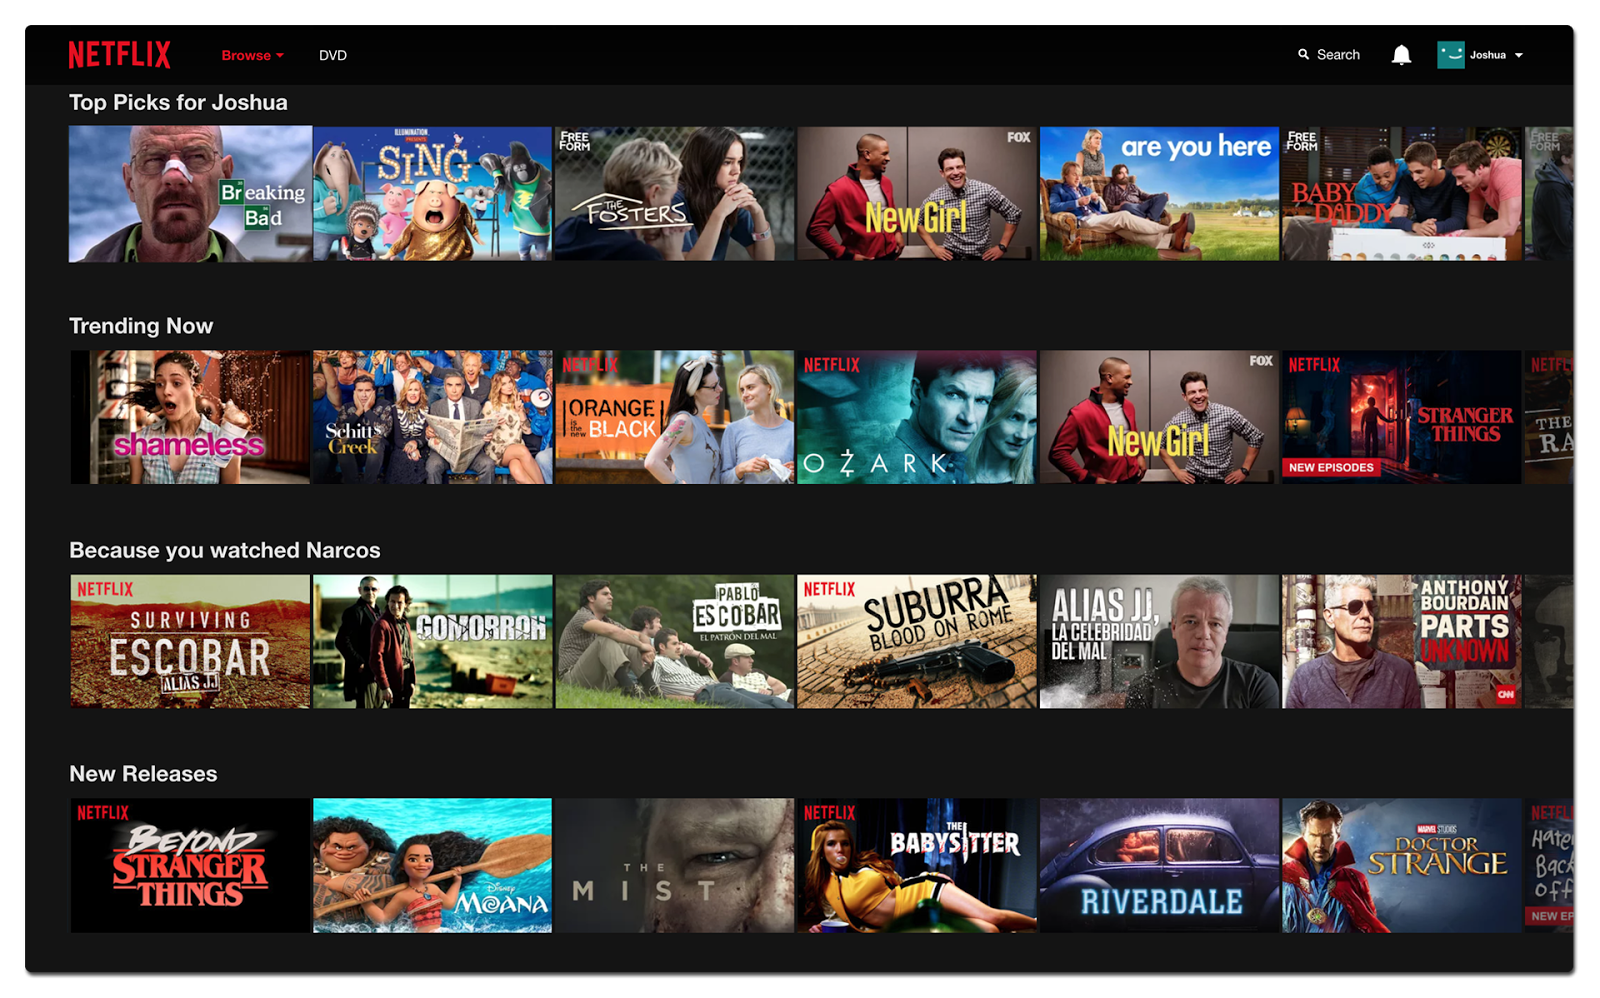 NETFLIX
Browse
DVD
Search
Joshua
Top Picks for Joshua
Breaking
Bad
ILLUMINATION
PRESENTS
SING
FREE
FORM
THE
FOSTERS
FOX
New Girl
are you here
FREE
FORM
BABY
DADDY
FREE
FORM
Trending Now
shameless
Schitt's
Creek
NETFLIX
ORANGE
is the new
BLACK
NETFLIX
OZARK
FOX
New Girl
NETFLIX
STRANGER
THINGS
NEW EPISODES
NETFL
THE
RA
Because you watched Narcos
NETFLIX
SURVIVING
ESCOBAR
ALIAS JJ
GOMORRAH
PABLO
ESCOBAR
EL PATRÓN DEL MAL
NETFLIX
SUBURRA
BLOOD ON ROME
ALIAS JJ,
LA CELEBRIDAD
DEL MAL
ANTHONY
BOURDAIN
PARTS
UNKNOWN
CNN
New Releases
NETFLIX
BEYOND
STRANGER
THINGS
DISNEY
MOANA
THE
MIST
NETFLIX
THE
BABYSITTER
RIVERDALE
MARVEL STUDIOS
DOCTOR
STRANGE
NETFL
Hater
Back
Off
NEW EP